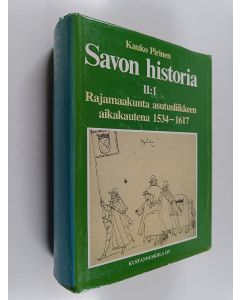 Kauko Pirinen
Savon historia
II:1
Rajamaakunta asutusliikkeen
aikakautena 1534–1617
KUSTANNUSKIILA OY